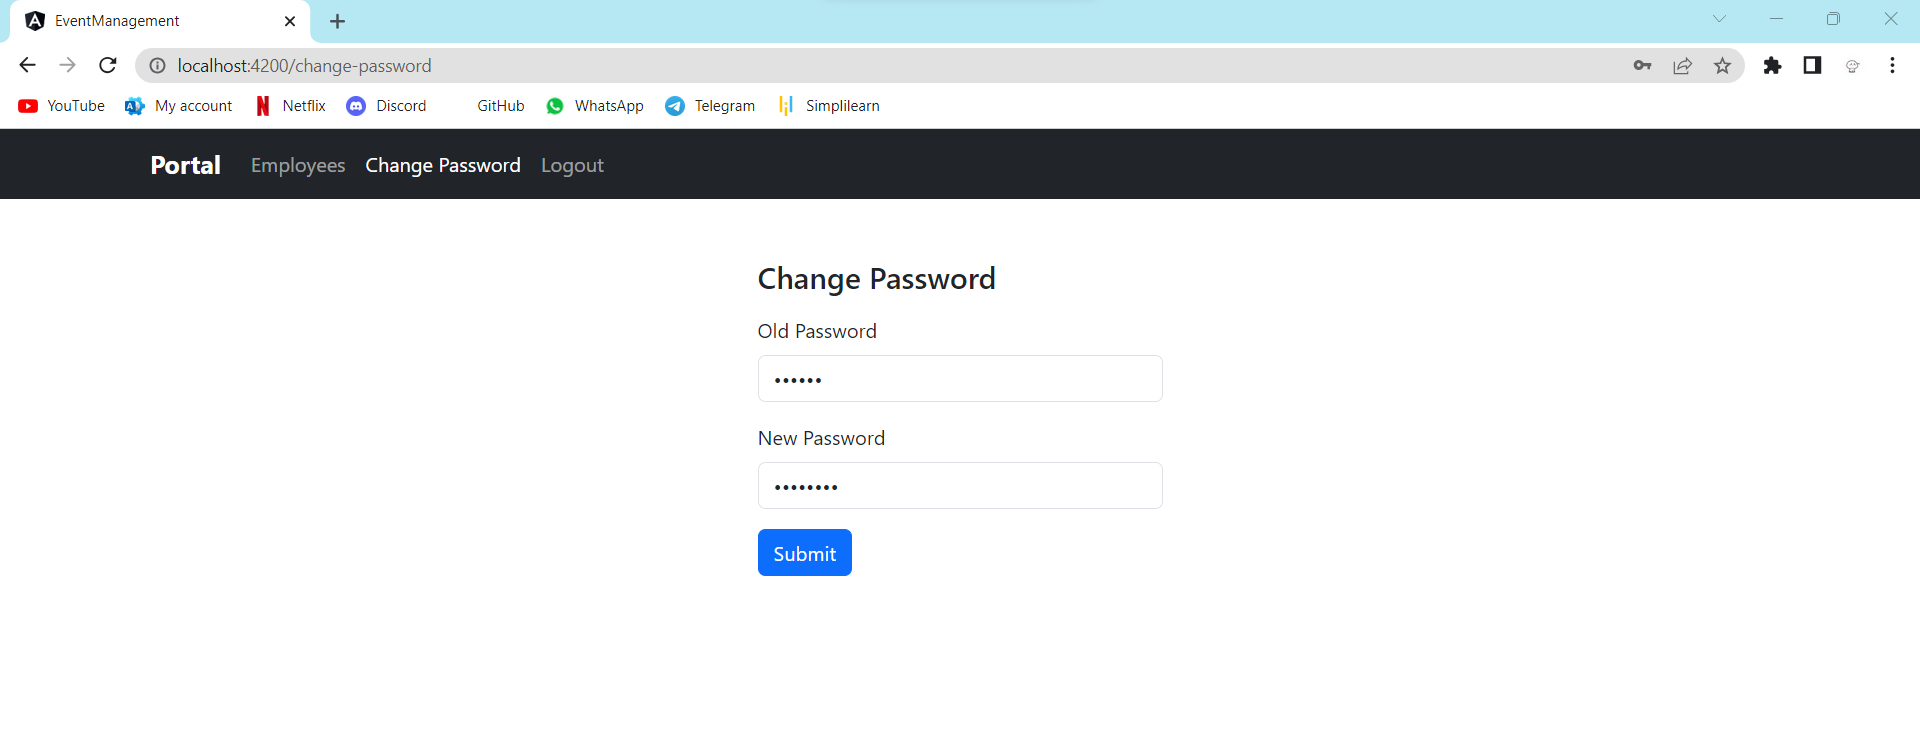 EventManagement
localhost:4200/change-password
YouTube My account Netflix Discord GitHub WhatsApp Telegram Simplilearn
Portal Employees Change Password Logout
Change Password
Old Password
••••••
New Password
••••••••
Submit